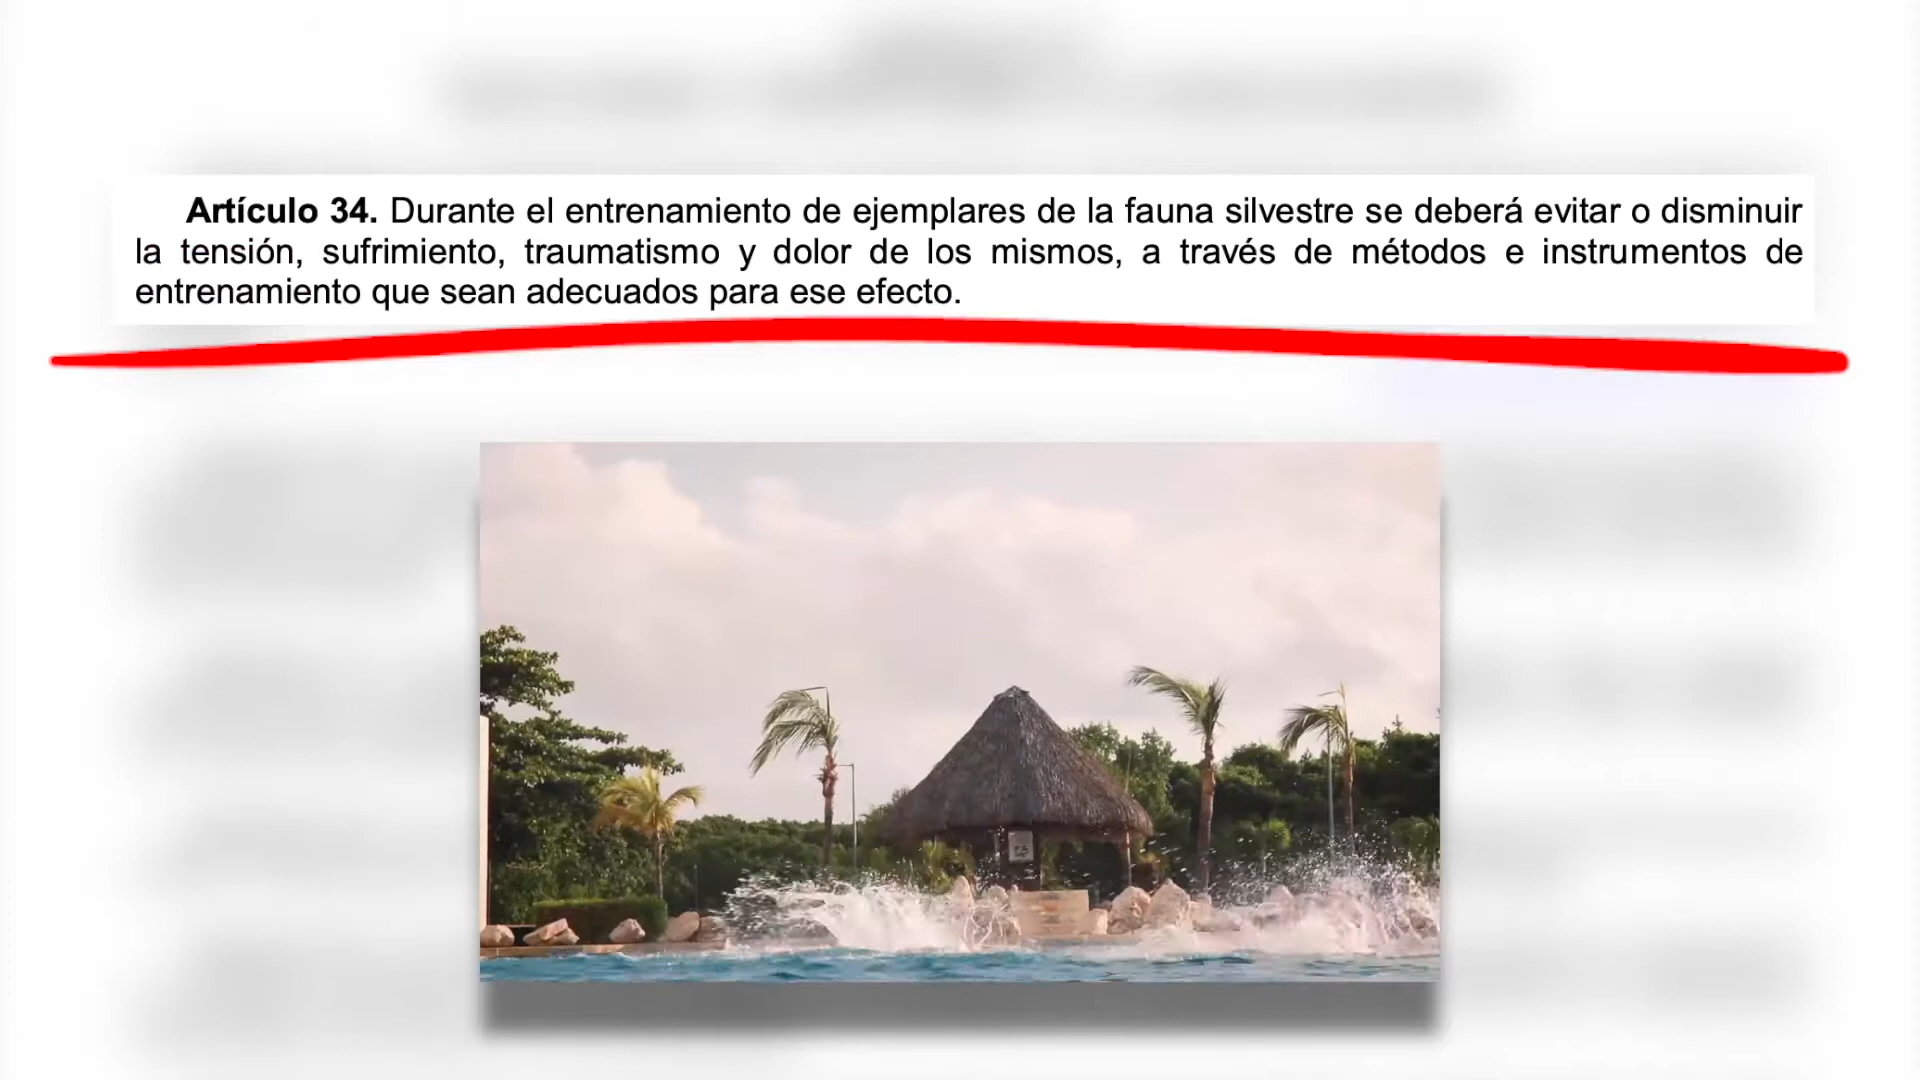 Artículo 34. Durante el entrenamiento de ejemplares de la fauna silvestre se deberá evitar o disminuir
la tensión, sufrimiento, traumatismo y dolor de los mismos, a través de métodos e instrumentos de
entrenamiento que sean adecuados para ese efecto.